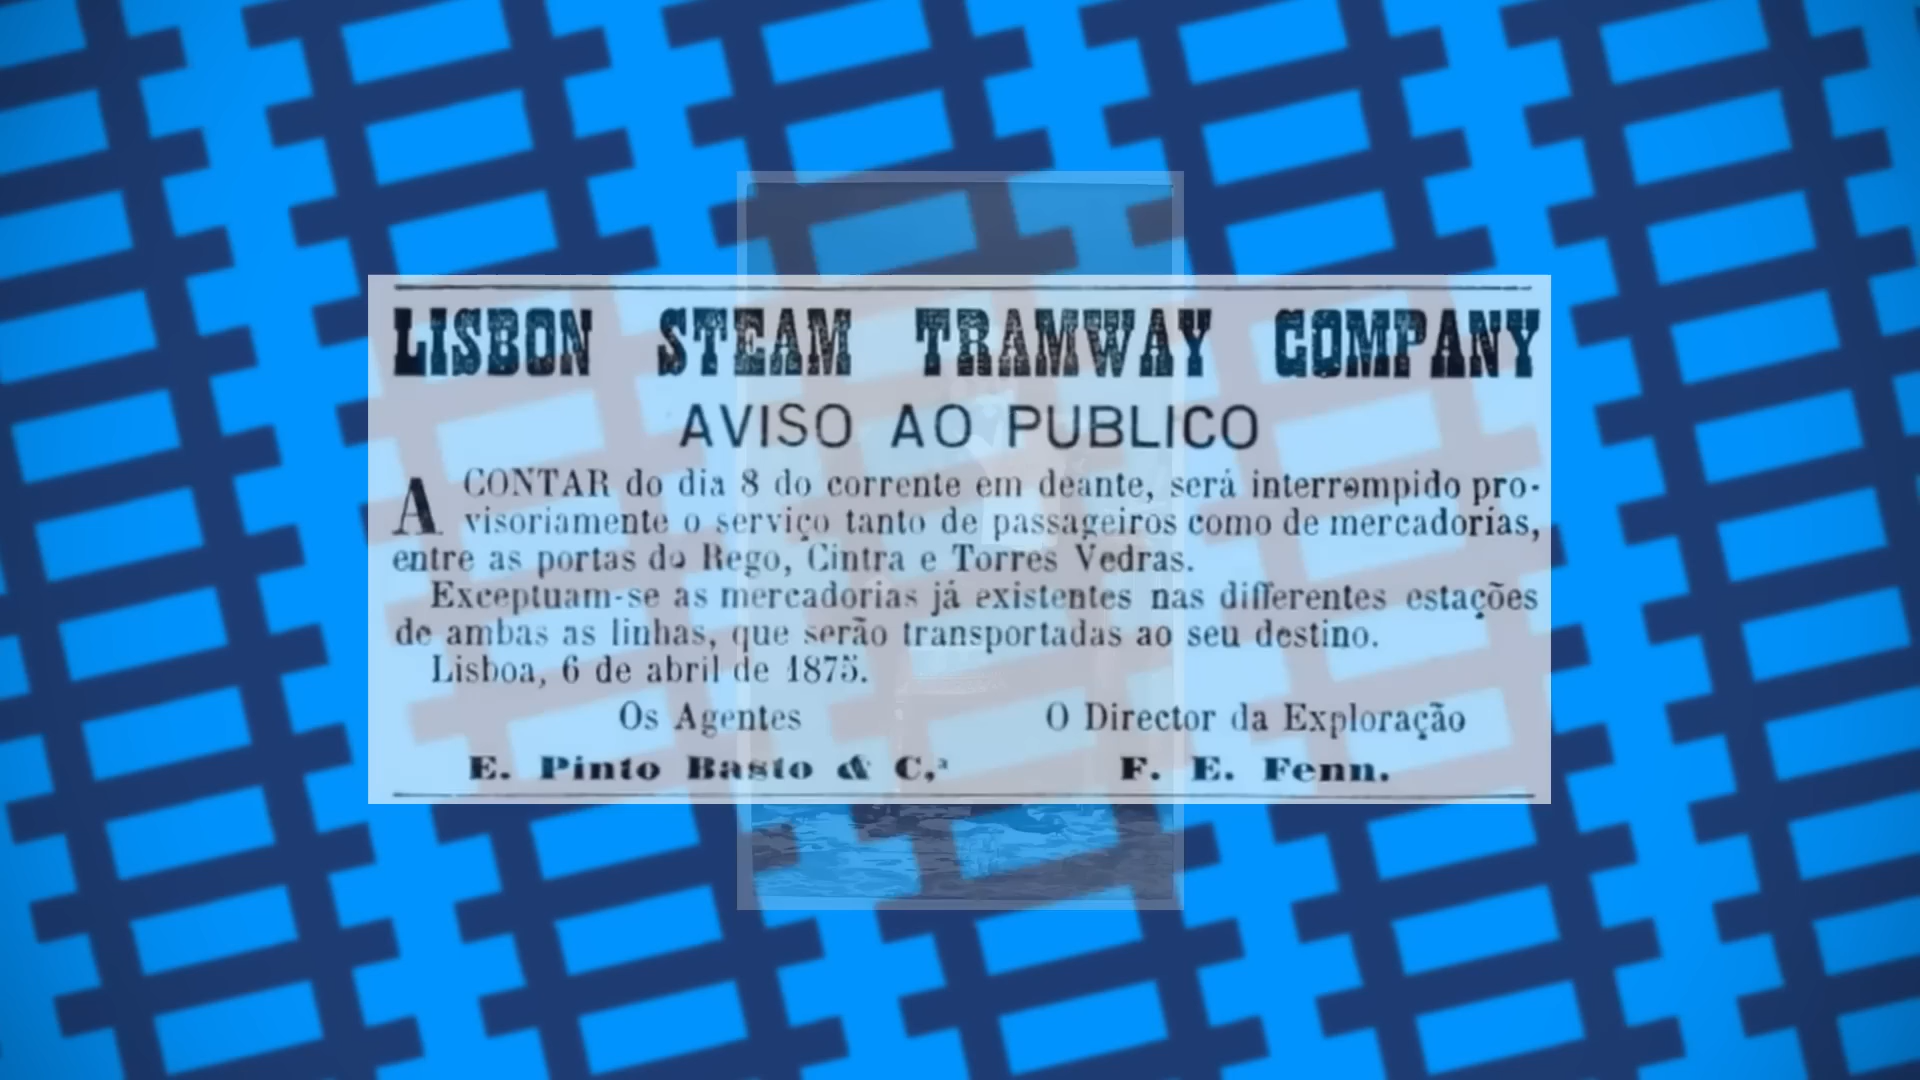 LISBON STEAM TRAMWAY COMPANY
AVISO AO PUBLICO
A CONTAR do dia 8 do corrente em deante, será interrompido pro-
visoriamente o serviço tanto de passageiros como de mercadorias,
entre as portas do Rego, Cintra e Torres Vedras.
Exceptuam-se as mercadorias já existentes nas differentes estações
de ambas as linhas, que serão transportadas ao seu destino.
Lisboa, 6 de abril de 1875.
Os Agentes O Director da Exploração
E. Pinto Basto & C.ª F. E. Fenn.